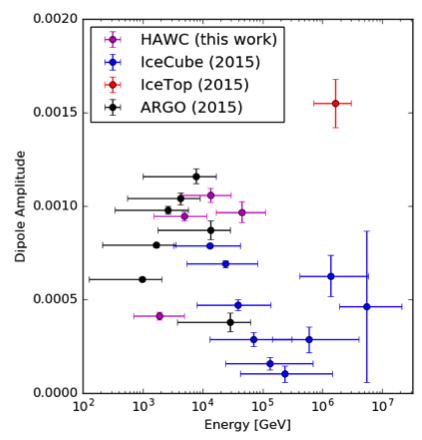 0.0020
HAWC (this work)
IceCube (2015)
IceTop (2015)
ARGO (2015)
0.0015
0.0010
0.0005
0.0000
Dipole Amplitude
10² 10³ 10⁴ 10⁵ 10⁶ 10⁷
Energy [GeV]